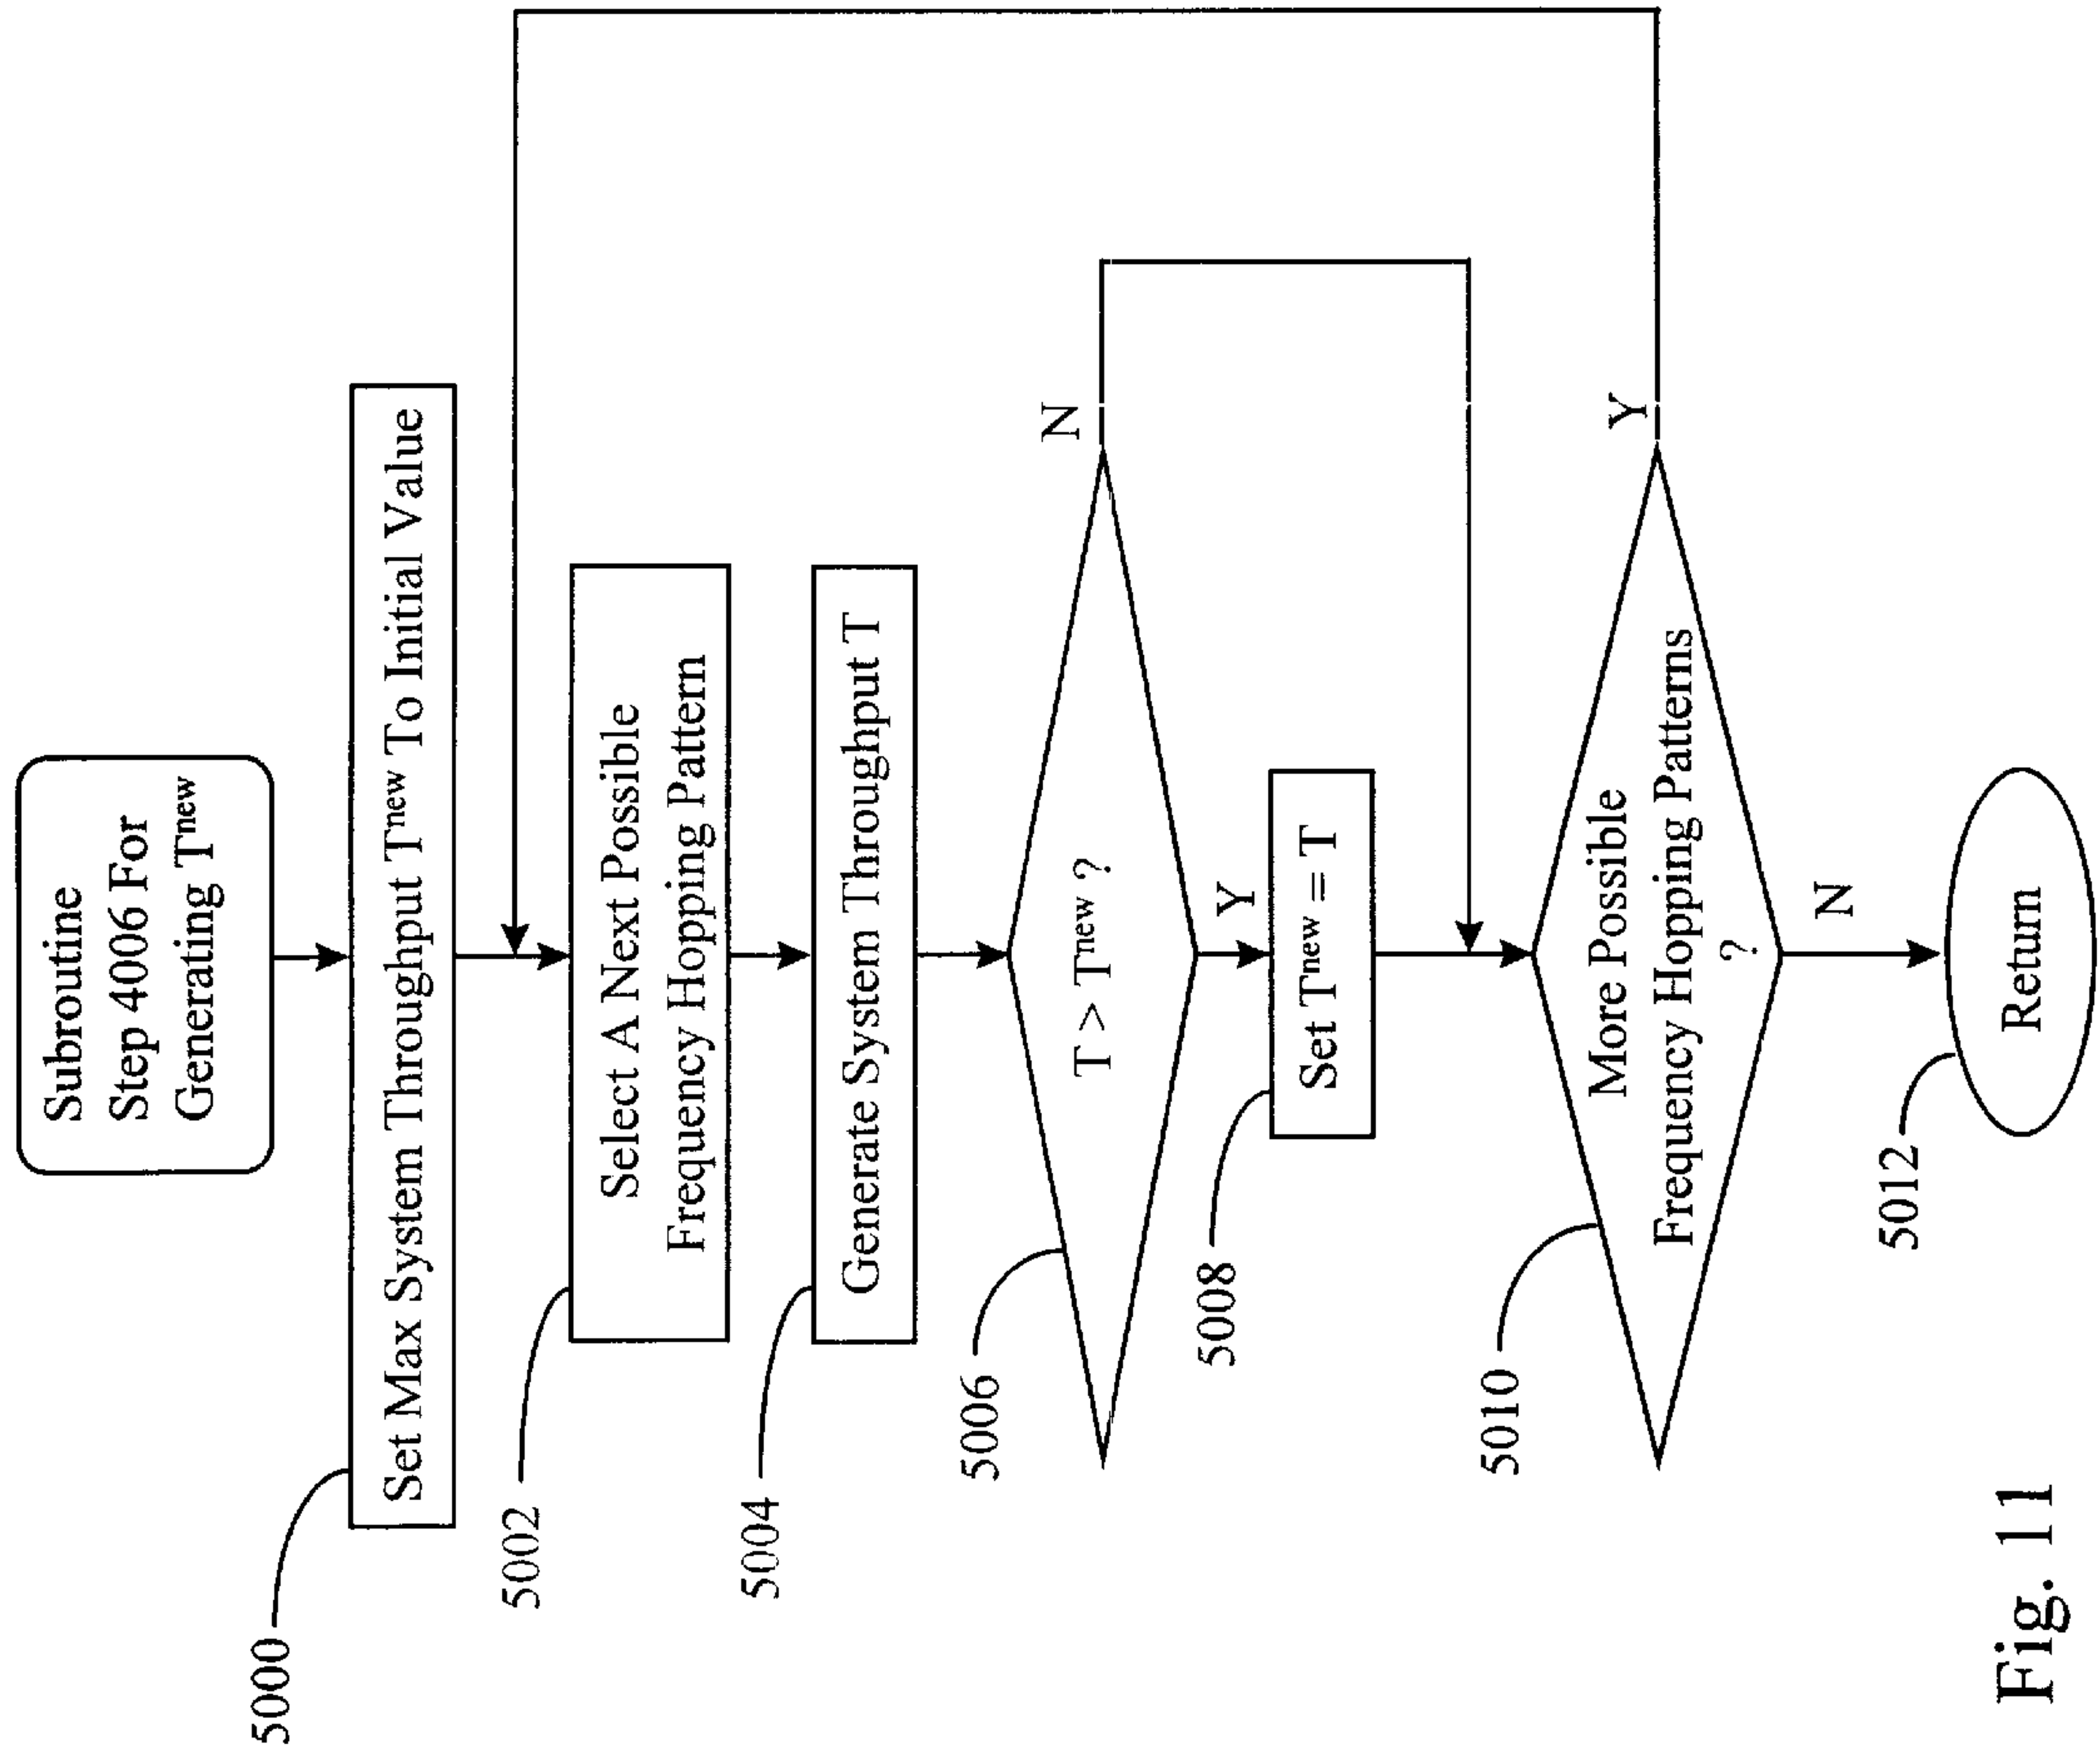 Subroutine
Step 4006 For
Generating Tnew
5000
Set Max System Throughput Tnew To Initial Value
5002
Select A Next Possible
Frequency Hopping Pattern
5004
Generate System Throughput T
5006
T > Tnew ?
N
Y
5008
Set Tnew = T
5010
More Possible
Frequency Hopping Patterns
?
Y
N
5012
Return
Fig. 11